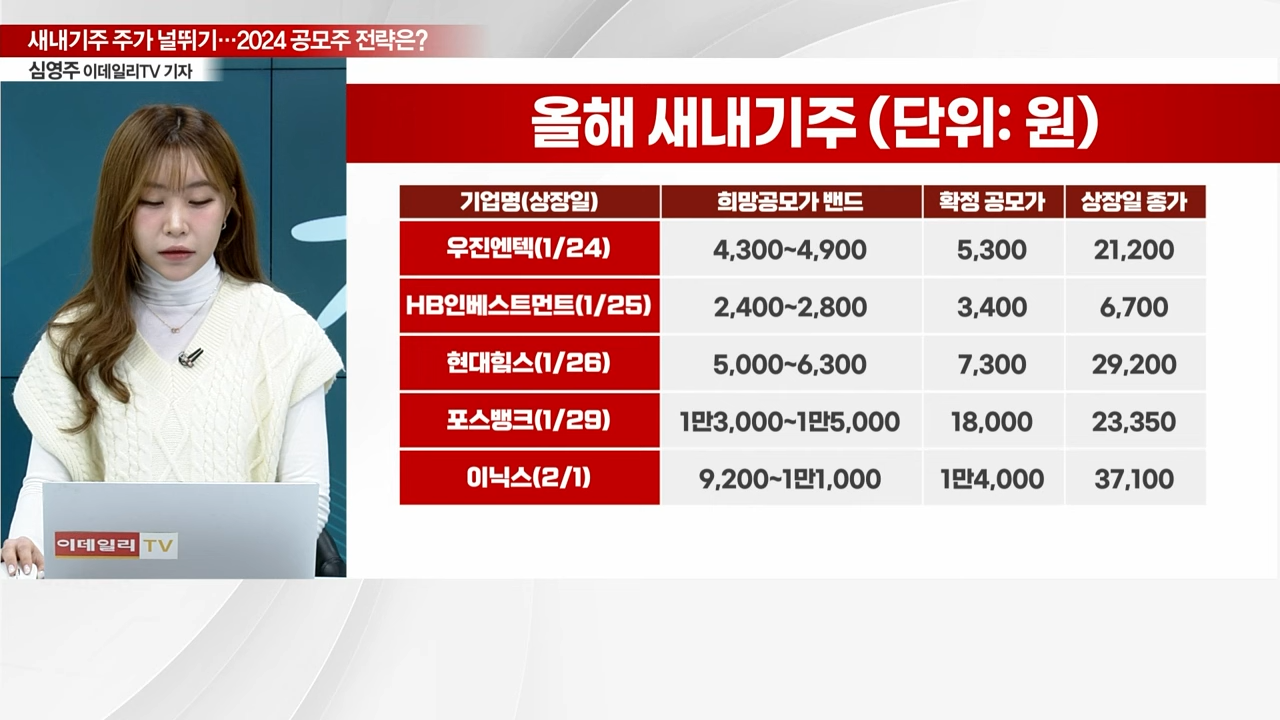 새내기주 주가 널뛰기…2024 공모주 전략은?
심영주 이데일리TV 기자
올해 새내기주 (단위: 원)
기업명(상장일) 희망공모가 밴드 확정 공모가 상장일 종가
우진엔텍(1/24) 4,300~4,900 5,300 21,200
HB인베스트먼트(1/25) 2,400~2,800 3,400 6,700
현대힘스(1/26) 5,000~6,300 7,300 29,200
포스뱅크(1/29) 1만3,000~1만5,000 18,000 23,350
이닉스(2/1) 9,200~1만1,000 1만4,000 37,100
이데일리 TV